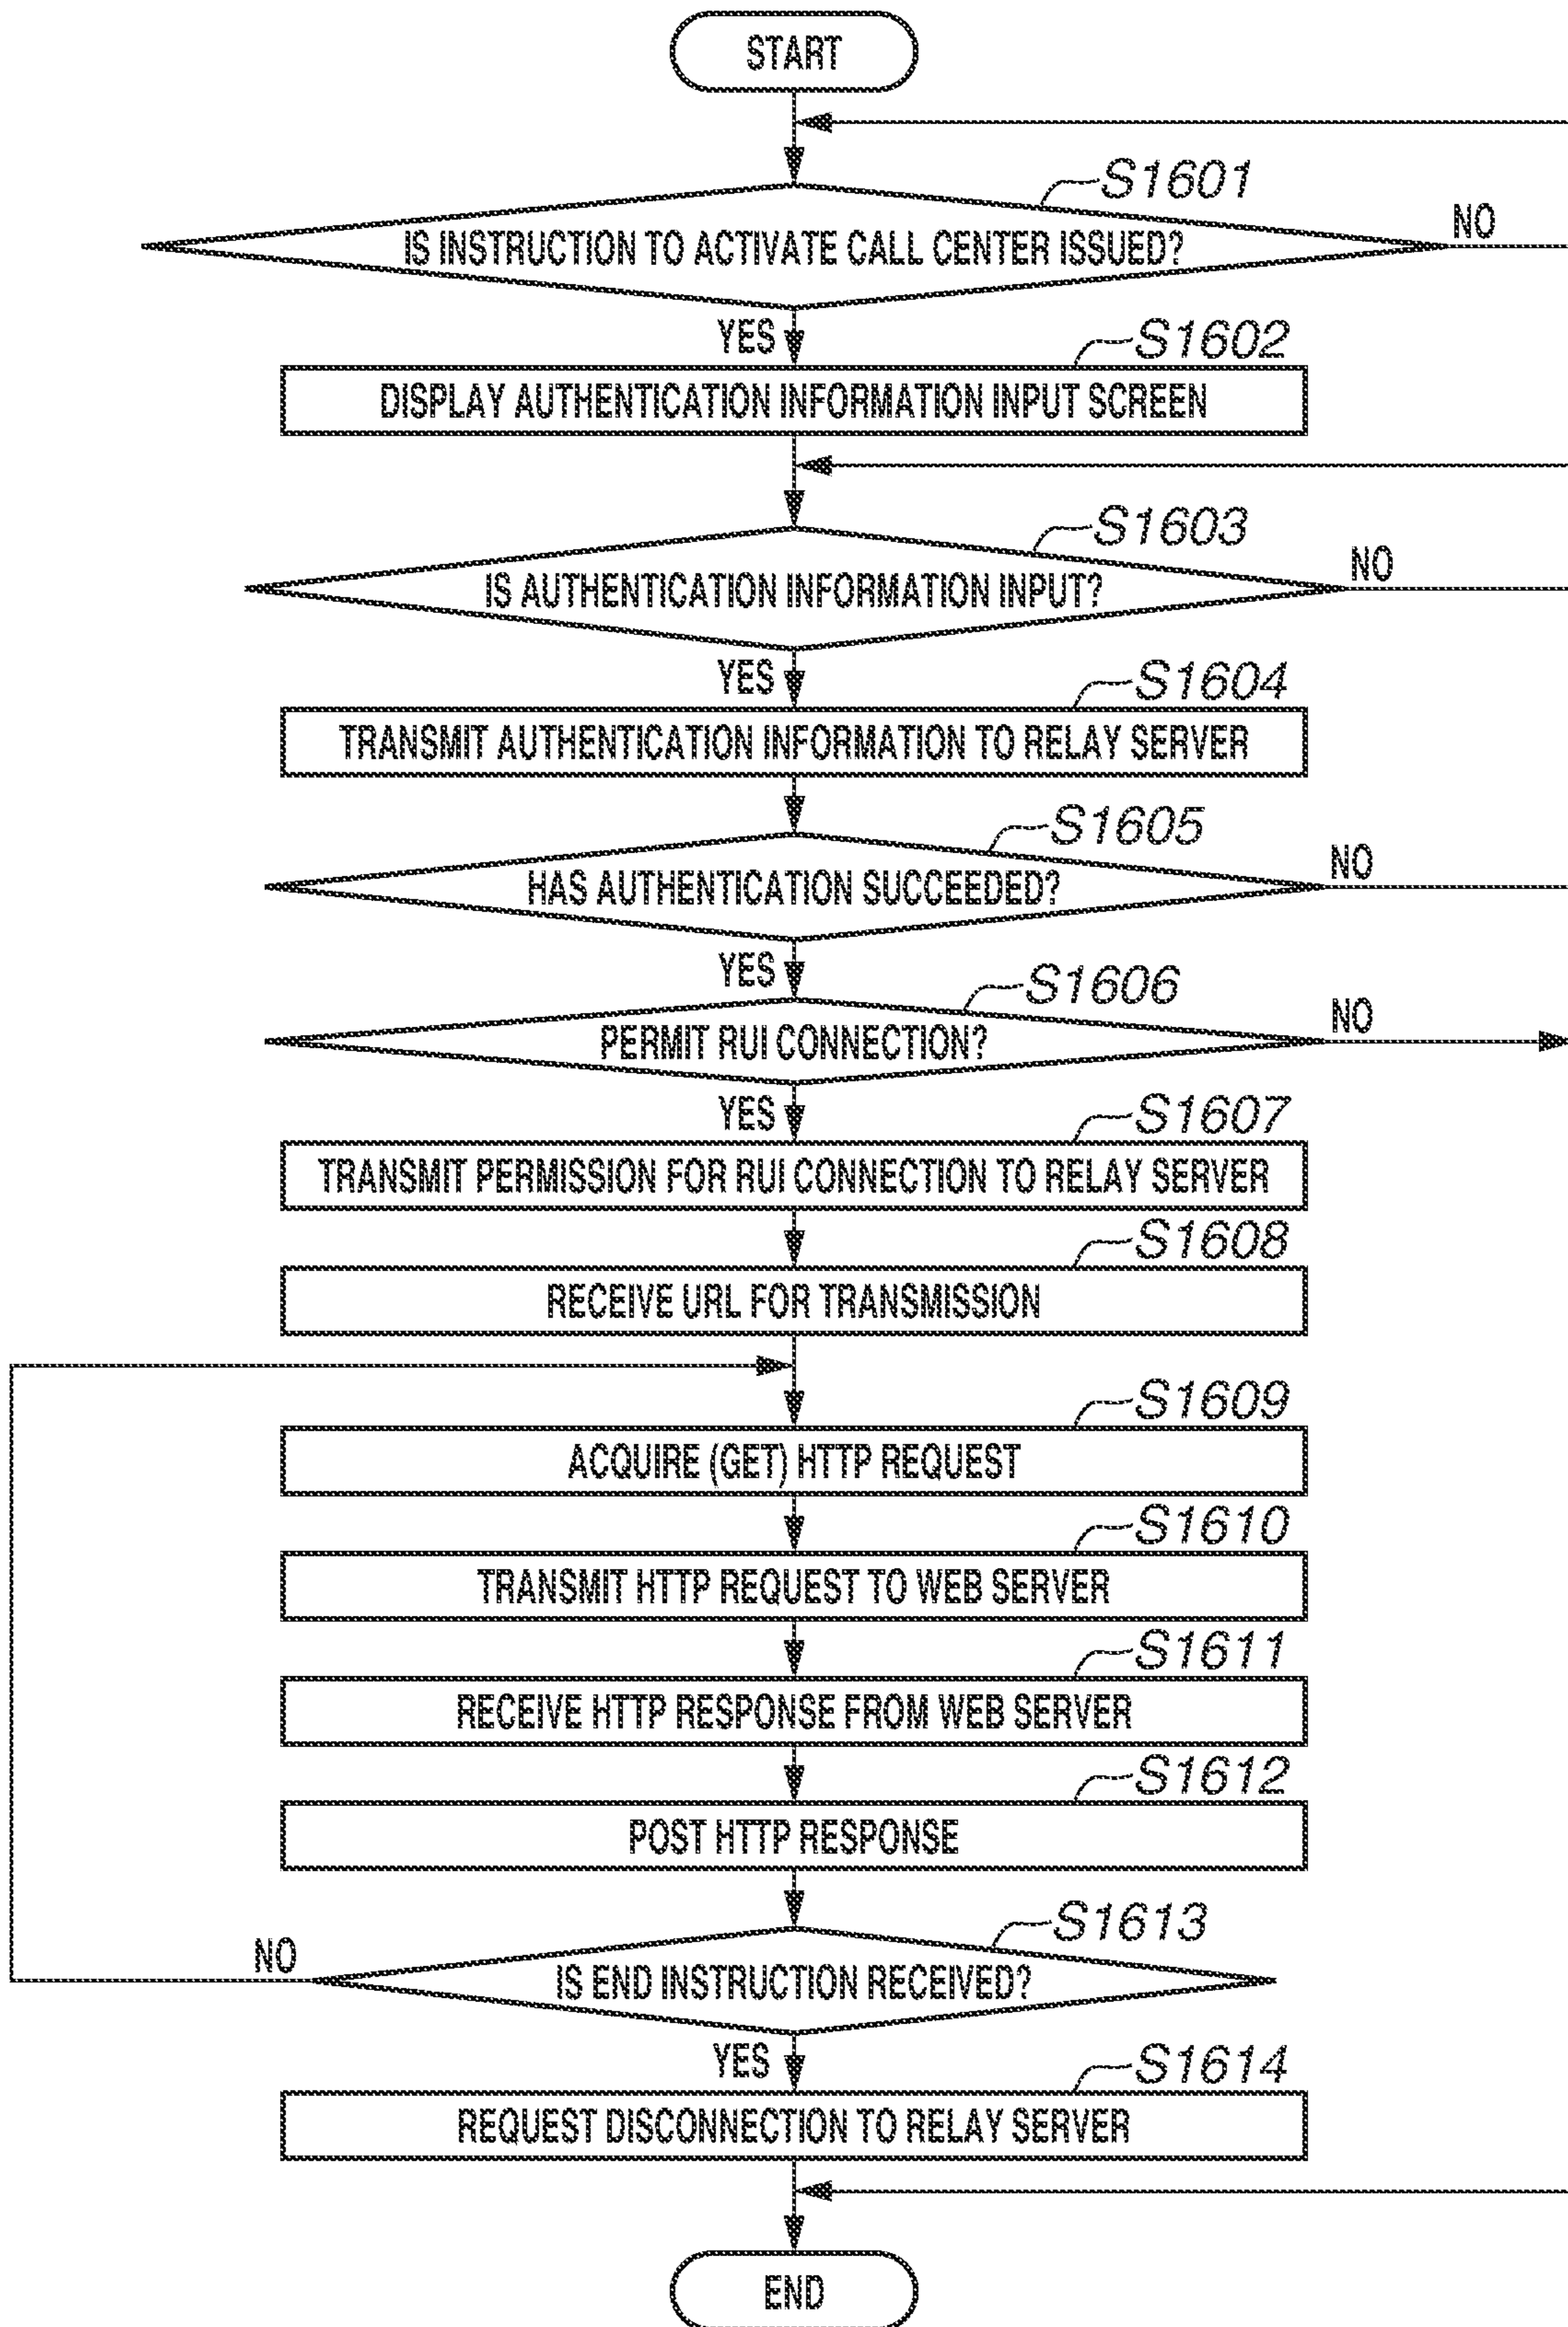 START
S1601
IS INSTRUCTION TO ACTIVATE CALL CENTER ISSUED?
NO
YES
S1602
DISPLAY AUTHENTICATION INFORMATION INPUT SCREEN
S1603
IS AUTHENTICATION INFORMATION INPUT?
NO
YES
S1604
TRANSMIT AUTHENTICATION INFORMATION TO RELAY SERVER
S1605
HAS AUTHENTICATION SUCCEEDED?
NO
YES
S1606
PERMIT RUI CONNECTION?
NO
YES
S1607
TRANSMIT PERMISSION FOR RUI CONNECTION TO RELAY SERVER
S1608
RECEIVE URL FOR TRANSMISSION
S1609
ACQUIRE (GET) HTTP REQUEST
S1610
TRANSMIT HTTP REQUEST TO WEB SERVER
S1611
RECEIVE HTTP RESPONSE FROM WEB SERVER
S1612
POST HTTP RESPONSE
S1613
NO
IS END INSTRUCTION RECEIVED?
YES
S1614
REQUEST DISCONNECTION TO RELAY SERVER
END